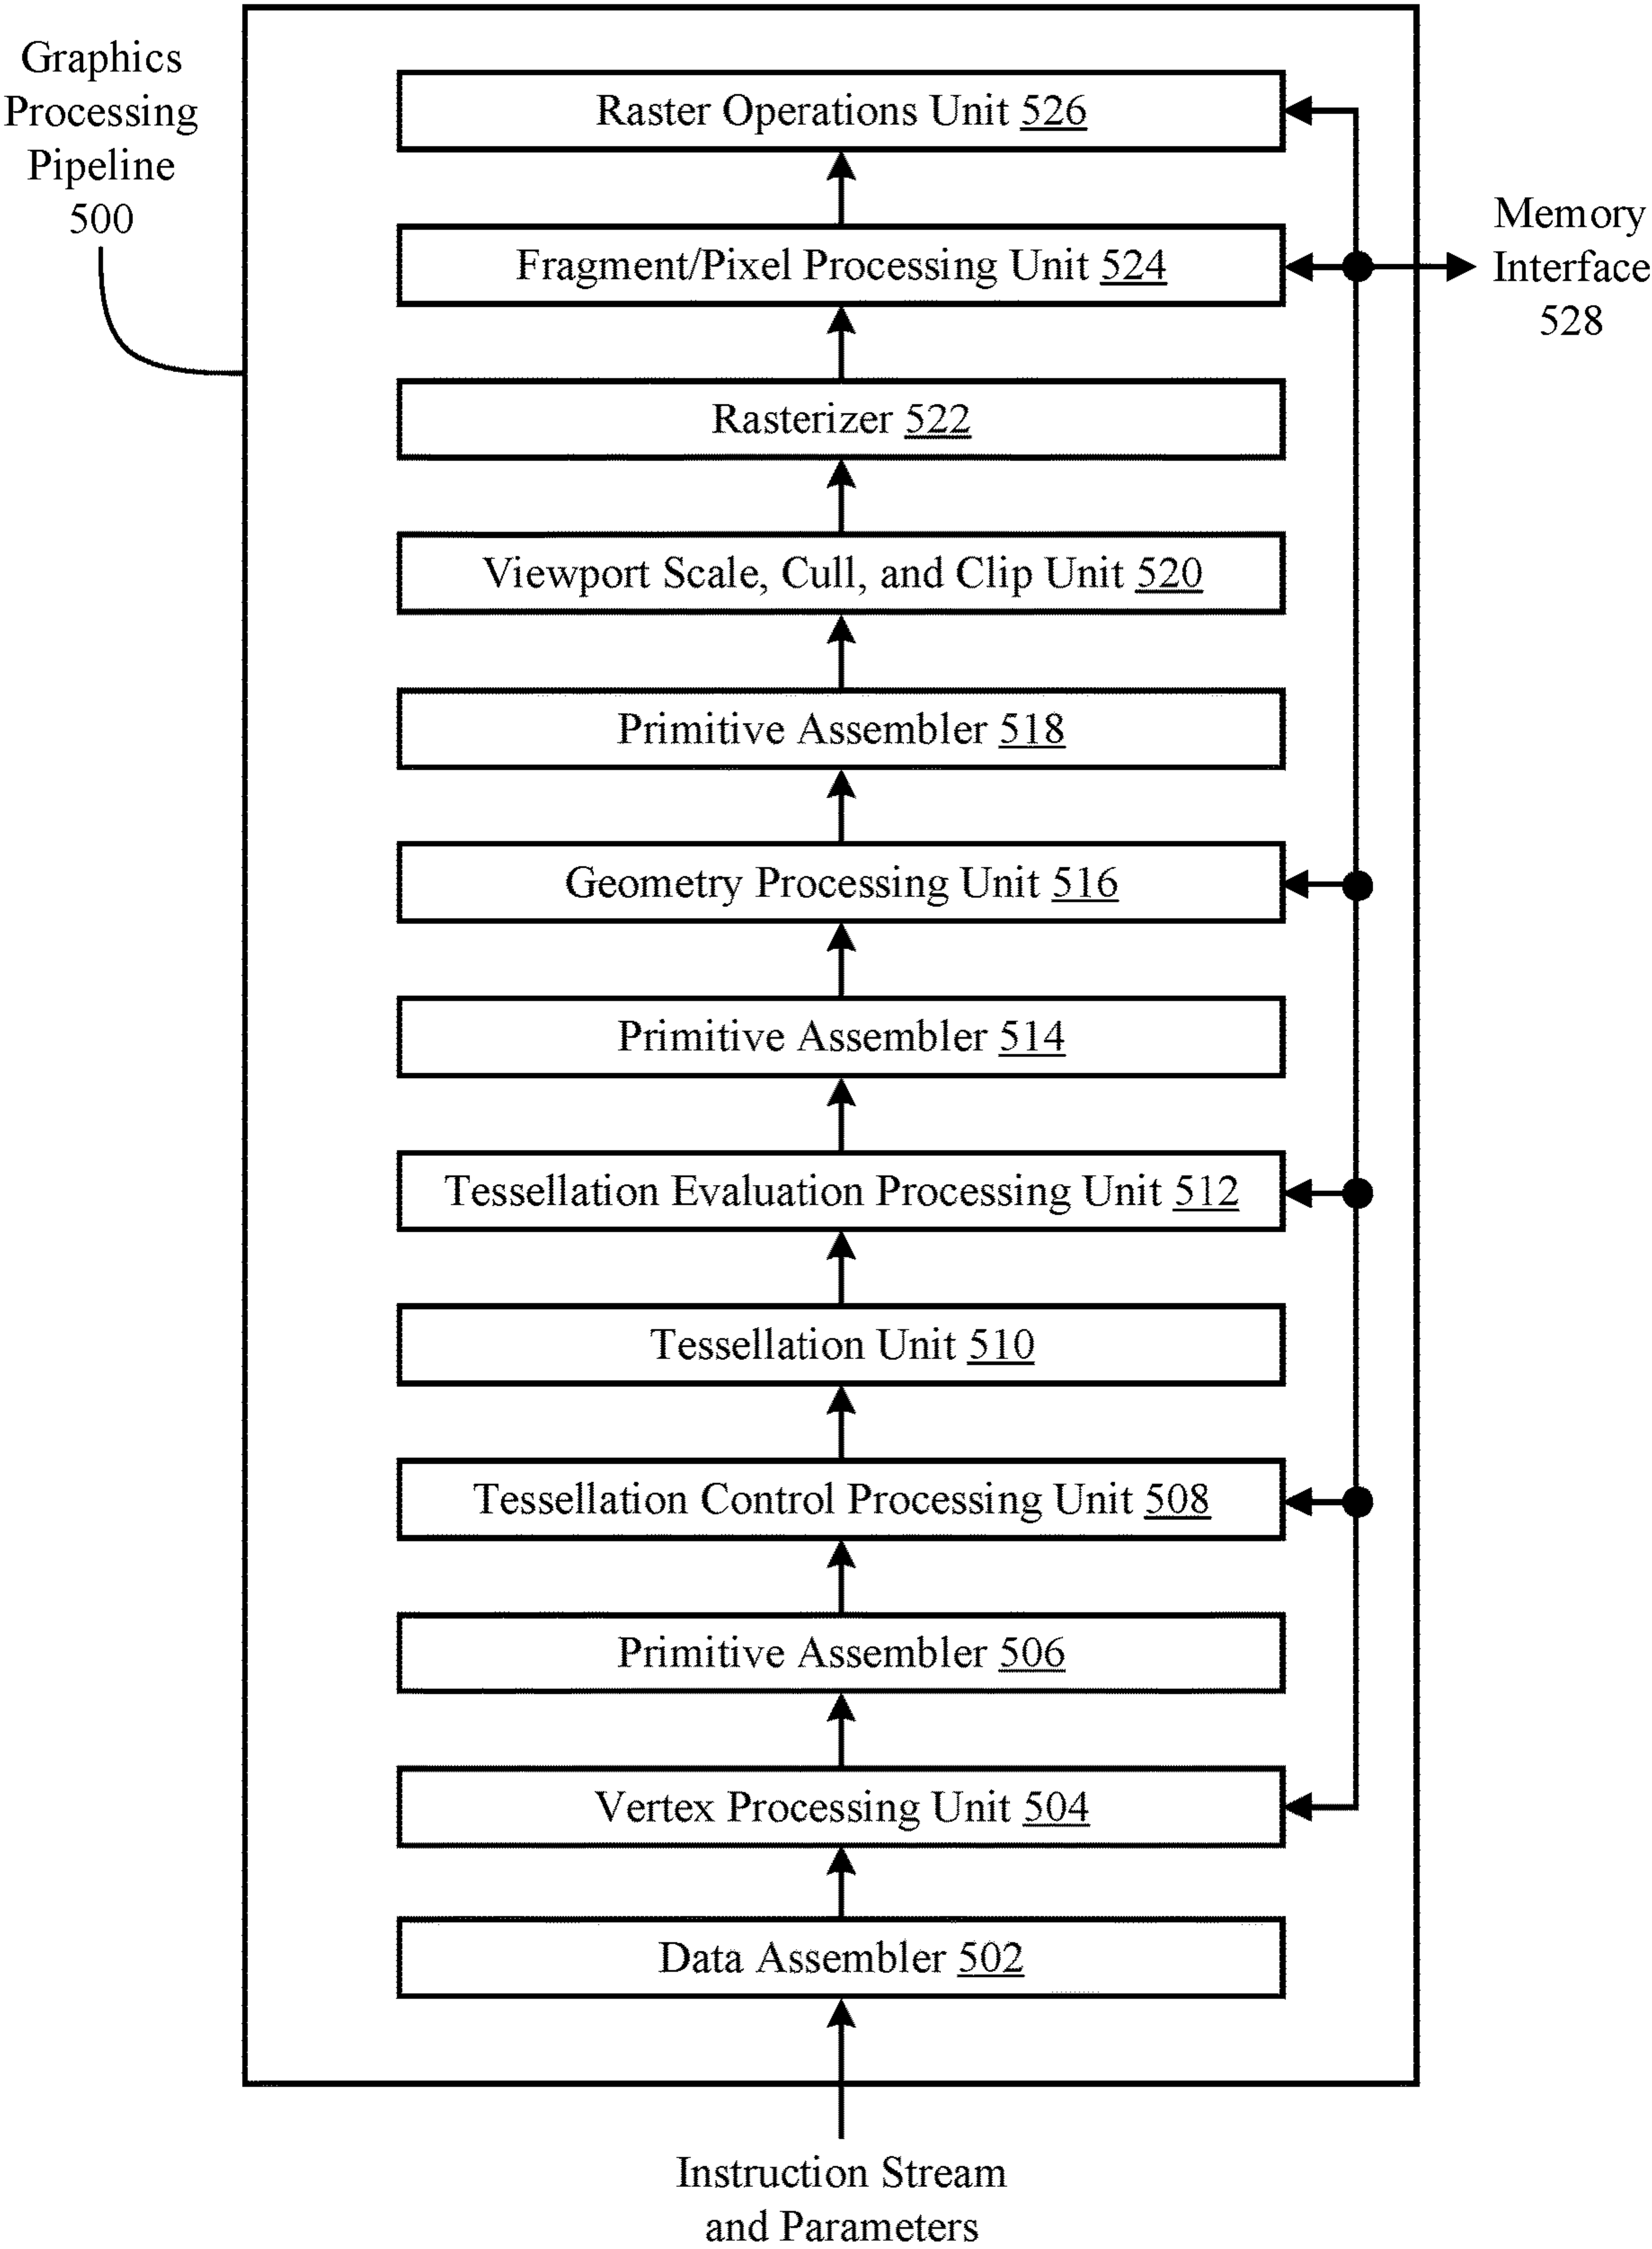 Graphics
Processing
Pipeline
500
Raster Operations Unit 526
Fragment/Pixel Processing Unit 524
Memory
Interface
528
Rasterizer 522
Viewport Scale, Cull, and Clip Unit 520
Primitive Assembler 518
Geometry Processing Unit 516
Primitive Assembler 514
Tessellation Evaluation Processing Unit 512
Tessellation Unit 510
Tessellation Control Processing Unit 508
Primitive Assembler 506
Vertex Processing Unit 504
Data Assembler 502
Instruction Stream
and Parameters